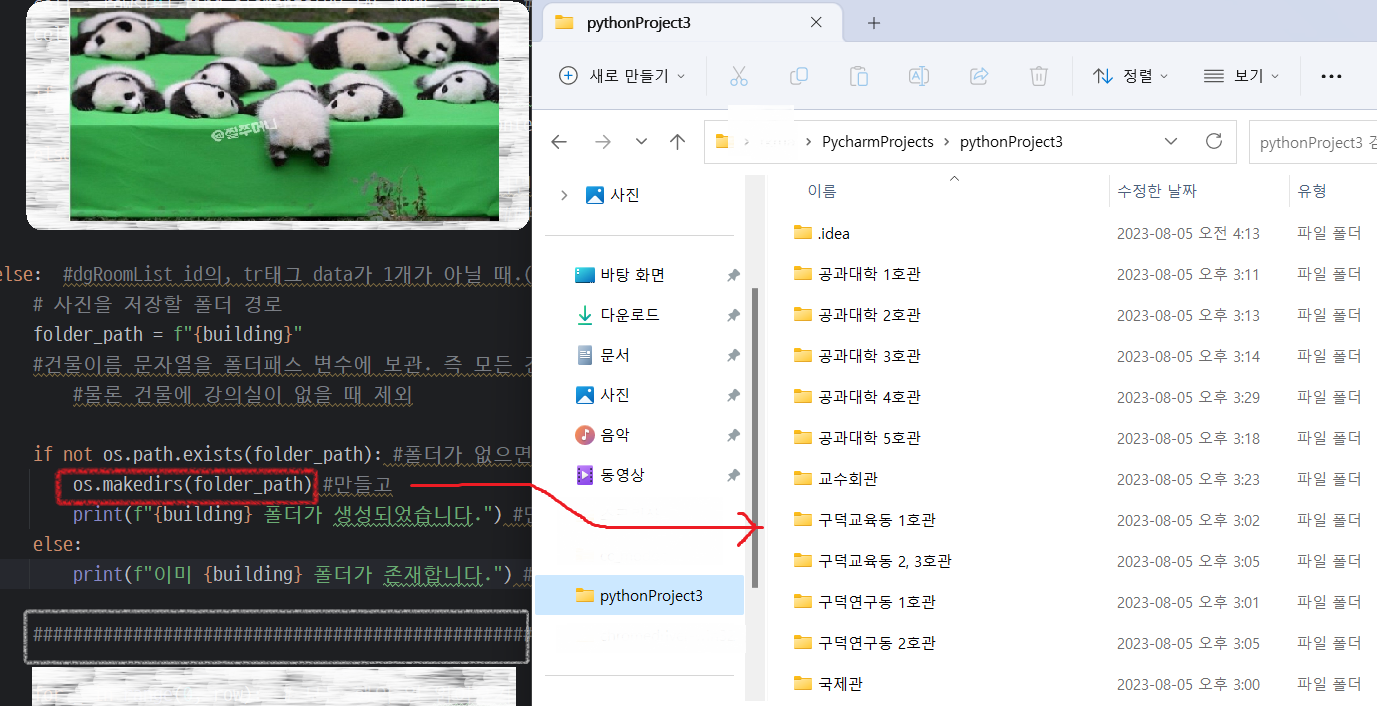 @찔주머니
else: #dgRoomList id의, tr태그 data가 1개가 아닐 때.(
# 사진을 저장할 폴더 경로
folder_path = f"{building}"
#건물이름 문자열을 폴더패스 변수에 보관. 즉 모든
#물론 건물에 강의실이 없을 때 제외
if not os.path.exists(folder_path): #폴더가 없으면
os.makedirs(folder_path) #만들고
print(f"{building} 폴더가 생성되었습니다.") #
else:
print(f"이미 {building} 폴더가 존재합니다.") #
##################################################
pythonProject3
새로 만들기
정렬
보기
PycharmProjects > pythonProject3
pythonProject3 검
사진
바탕 화면
다운로드
문서
사진
음악
동영상
pythonProject3
이름 수정한 날짜 유형
.idea 2023-08-05 오전 4:13 파일 폴더
공과대학 1호관 2023-08-05 오후 3:11 파일 폴더
공과대학 2호관 2023-08-05 오후 3:13 파일 폴더
공과대학 3호관 2023-08-05 오후 3:14 파일 폴더
공과대학 4호관 2023-08-05 오후 3:29 파일 폴더
공과대학 5호관 2023-08-05 오후 3:18 파일 폴더
교수회관 2023-08-05 오후 3:23 파일 폴더
구덕교육동 1호관 2023-08-05 오후 3:02 파일 폴더
구덕교육동 2, 3호관 2023-08-05 오후 3:04 파일 폴더
구덕연구동 1호관 2023-08-05 오후 3:01 파일 폴더
구덕연구동 2호관 2023-08-05 오후 3:05 파일 폴더
국제관 2023-08-05 오후 3:00 파일 폴더